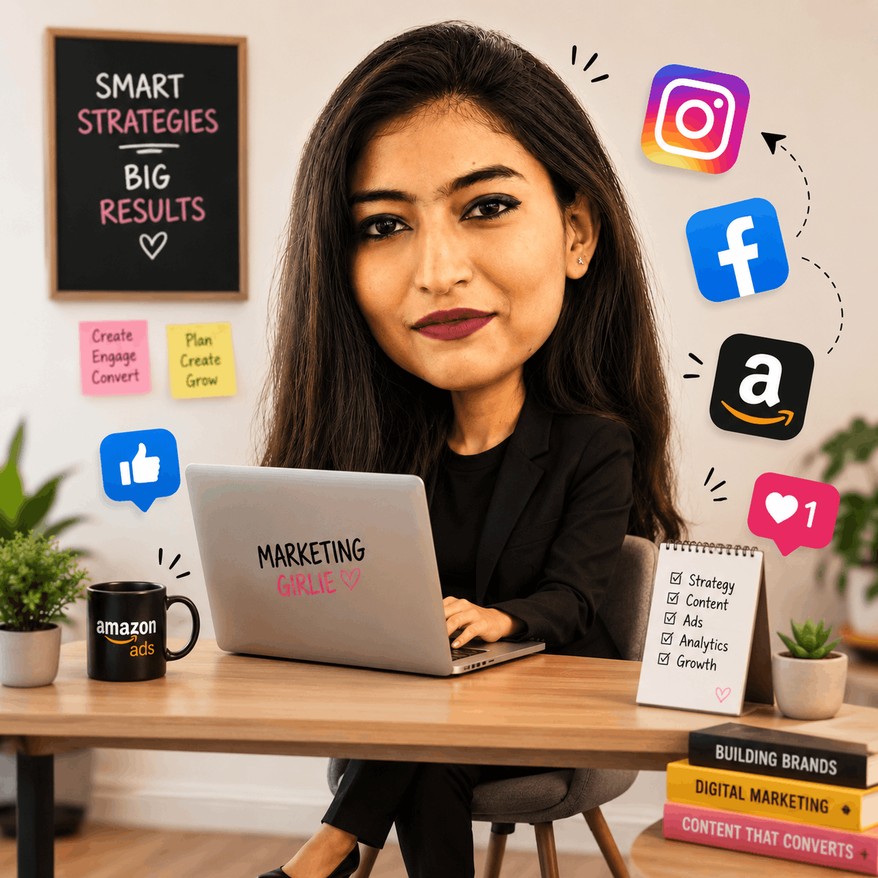 SMART
STRATEGIES
BIG
RESULTS
Create
Engage
Convert
Plan
Create
Grow
f
a
1
MARKETING
GIRLIE
amazon
ads
Strategy
Content
Ads
Analytics
Growth
BUILDING BRANDS
DIGITAL MARKETING
CONTENT THAT CONVERTS